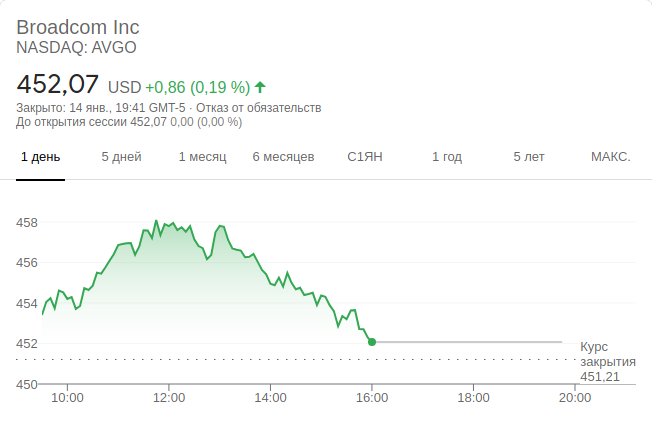 Broadcom Inc
NASDAQ: AVGO
452,07 USD +0,86 (0,19 %)
Закрыто: 14 янв., 19:41 GMT-5 · Отказ от обязательств
До открытия сессии 452,07 0,00 (0,00 %)
1 день 5 дней 1 месяц 6 месяцев С1ЯН 1 год 5 лет МАКС.
458
456
454
452
Курс
закрытия
451,21
450
10:00 12:00 14:00 16:00 18:00 20:00